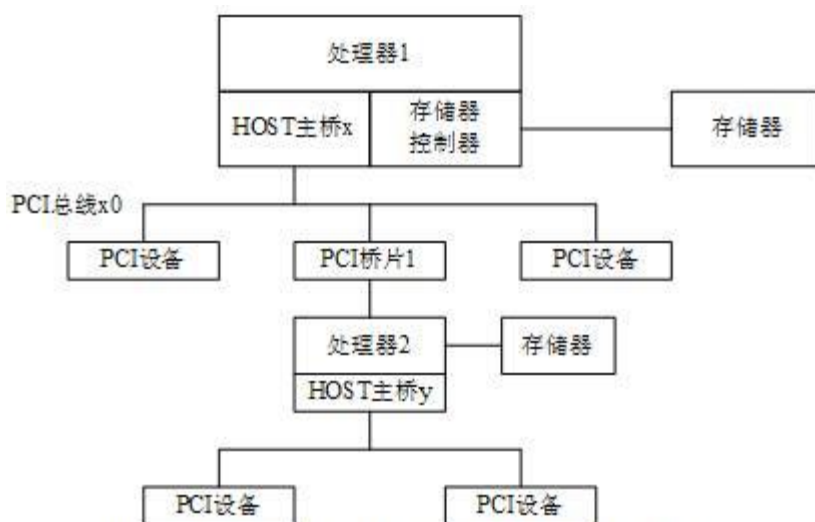 处理器1
HOST主桥x
存储器
控制器
存储器
PCI总线x0
PCI设备
PCI桥片1
PCI设备
处理器2
存储器
HOST主桥y
PCI设备
PCI设备